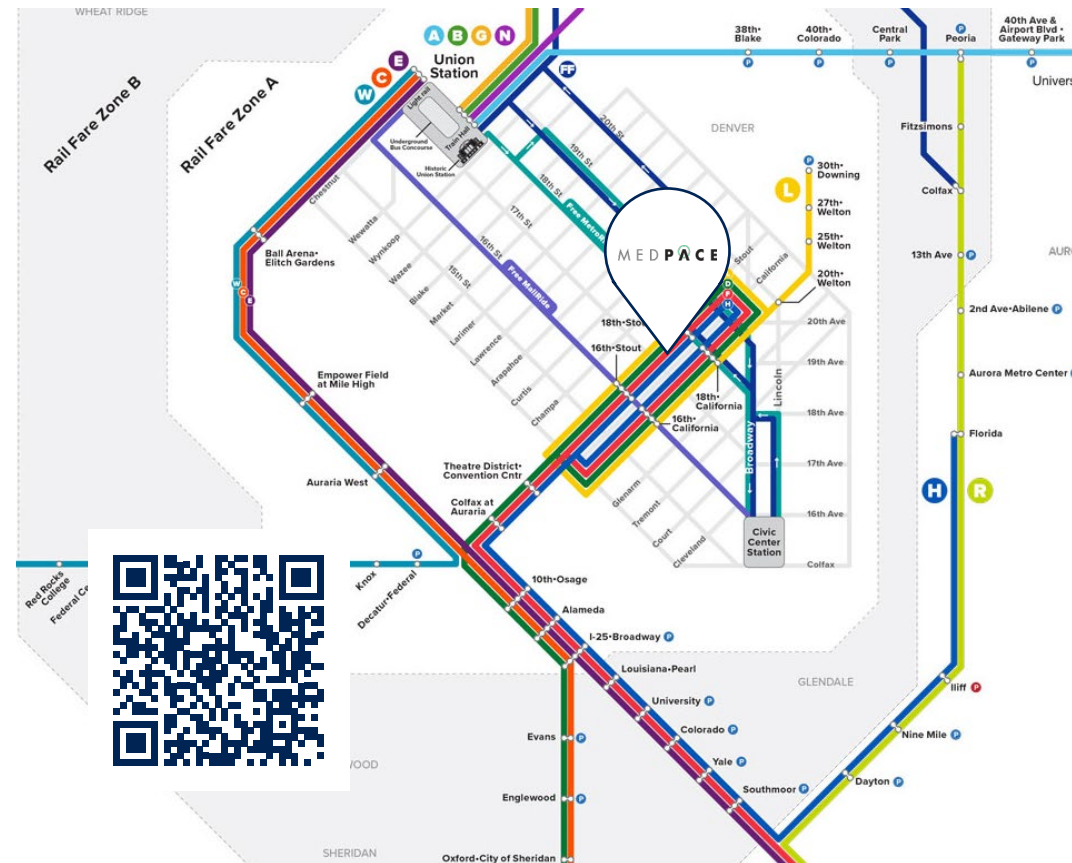 WHEAT RIDGE
Rail Fare Zone B
Rail Fare Zone A
A B G N
Union
Station
W C E
Light rail
Underground
Bus Concourse
Train Hall
Historic
Union Station
FF
20th St
19th St
18th St
17th St
16th St
15th St
Free MallRide
Chestnut
Wewatta
Wynkoop
Wazee
Blake
Market
Larimer
Lawrence
Arapahoe
Curtis
Champa
DENVER
38th•
Blake
40th•
Colorado
Central
Park
P
Peoria
40th Ave &
Airport Blvd •
Gateway Park
P
P
P
P
Fitzsimons
Colfax
13th Ave P
2nd Ave•Abilene P
Aurora Metro Center
Florida
H R
P
L
30th•
Downing
27th•
Welton
25th•
Welton
20th•
Welton
MEDPACE
Stout
California
D
F
H
18th•
16th•Stout
18th•
California
16th•
California
20th Ave
19th Ave
18th Ave
17th Ave
16th Ave
Colfax
Lincoln
Broadway
Civic
Center
Station
Glenarm
Tremont
Court
Cleveland
Ball Arena•
Elitch Gardens
W
C
E
Empower Field
at Mile High
Auraria West
Theatre District•
Convention Cntr
Colfax at
Auraria
Red Rocks
College
Knox
P
Decatur•Federal
10th•Osage
Alameda
I-25•Broadway P
Louisiana•Pearl
University P
Colorado P
Yale P
Southmoor P
Evans P
Englewood P
Oxford•City of Sheridan
SHERIDAN
GLENDALE
Iliff P
Nine Mile P
Dayton P